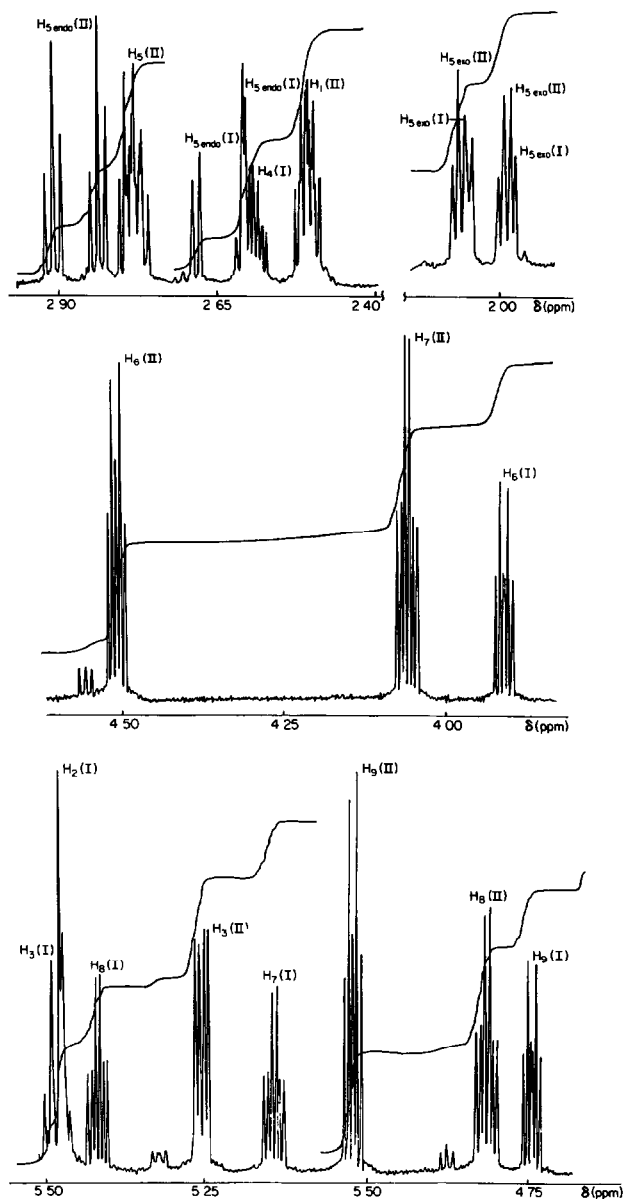 H5 endo (II)
H5 (II)
H5 endo (I)
H5 endo (I)
H1 (II)
H4 (I)
H5 exo (II)
H5 exo (I)
H5 exo (II)
H5 exo (I)
2 90 2 65 2 40 2 00 δ (ppm)
H6 (II)
H7 (II)
H6 (I)
4 50 4 25 4 00 δ (ppm)
H2 (I)
H9 (II)
H3 (I)
H8 (I)
H3 (II)
H7 (I)
H8 (II)
H9 (I)
5 50 5 25 5 50 4 75 δ (ppm)